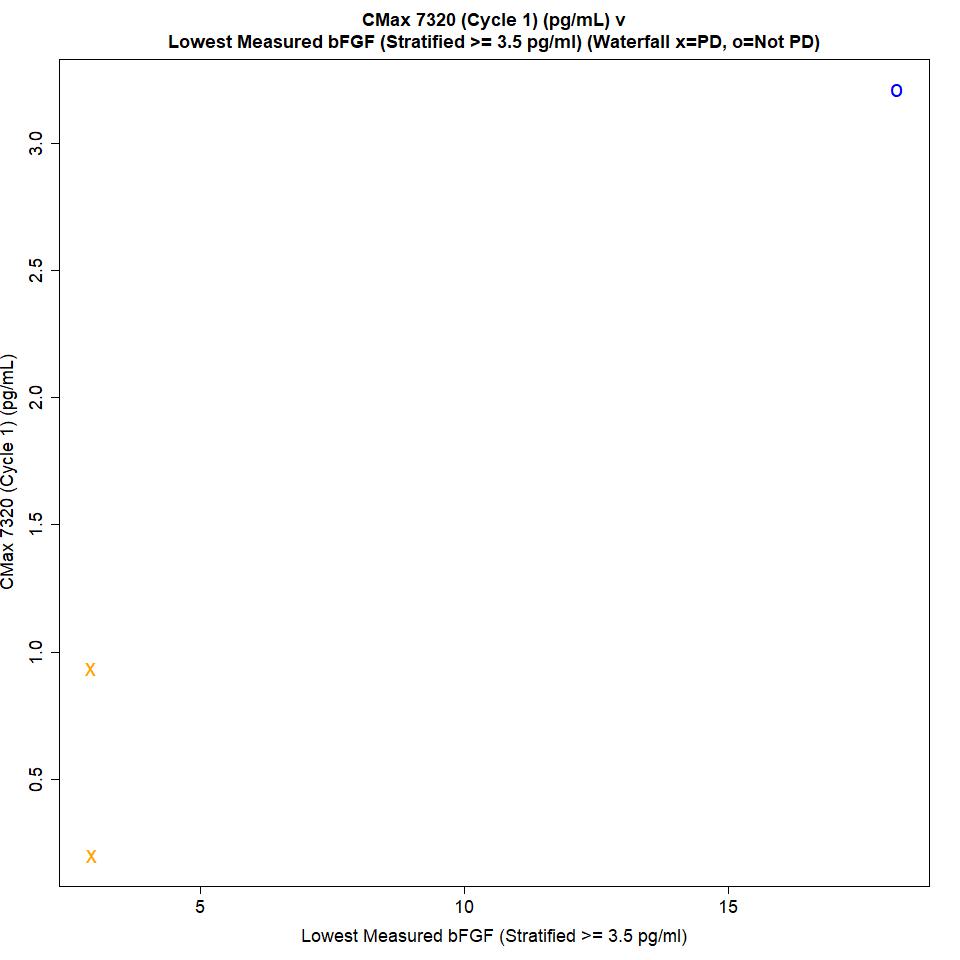 CMax 7320 (Cycle 1) (pg/mL) v
Lowest Measured bFGF (Stratified >= 3.5 pg/ml) (Waterfall x=PD, o=Not PD)
CMax 7320 (Cycle 1) (pg/mL)
3.0
2.5
2.0
1.5
1.0
0.5
o
x
x
5
10
15
Lowest Measured bFGF (Stratified >= 3.5 pg/ml)